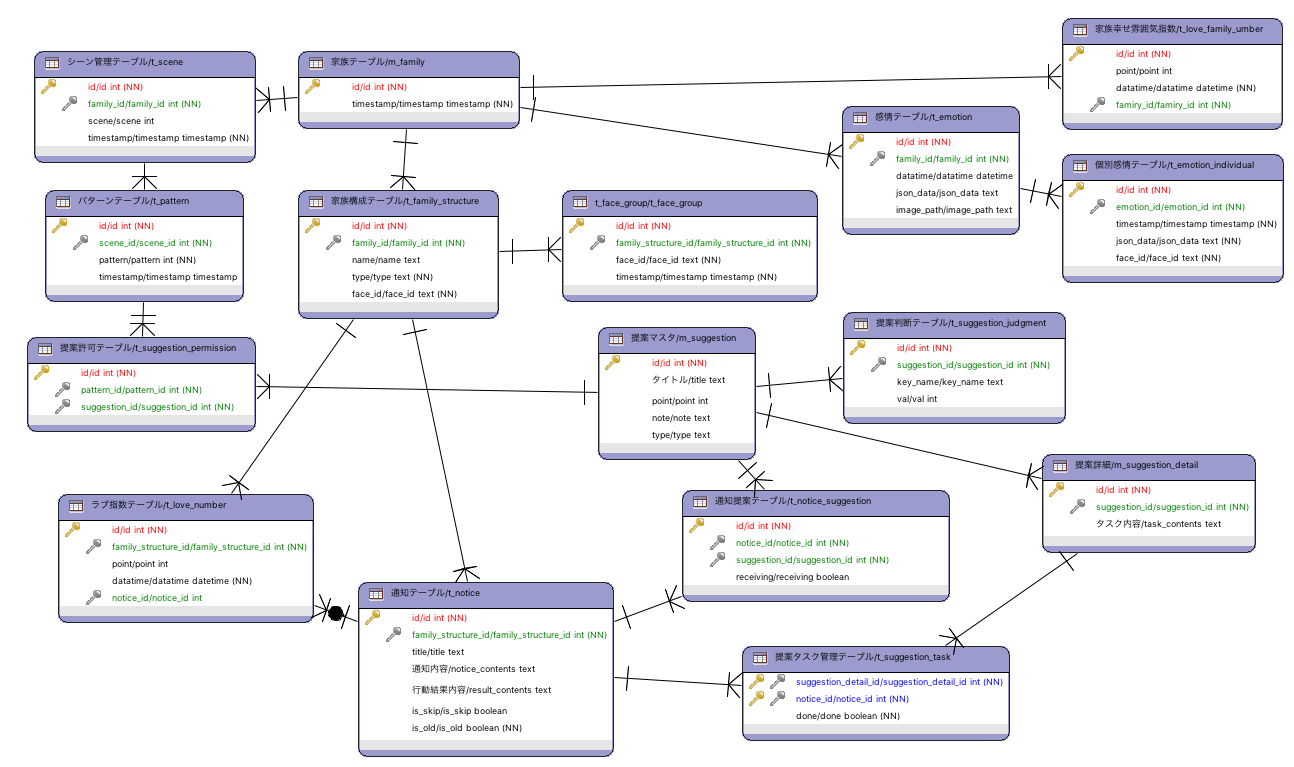 家族幸せ雰囲気指数/t_love_family_umber
id/id int (NN)
point/point int
datatime/datatime datetime (NN)
famiry_id/famiry_id int (NN)
シーン管理テーブル/t_scene
id/id int (NN)
family_id/family_id int (NN)
scene/scene int
timestamp/timestamp timestamp (NN)
家族テーブル/m_family
id/id int (NN)
timestamp/timestamp timestamp (NN)
感情テーブル/t_emotion
id/id int (NN)
family_id/family_id int (NN)
datatime/datatime datetime
json_data/json_data text
image_path/image_path text
個別感情テーブル/t_emotion_individual
id/id int (NN)
emotion_id/emotion_id int (NN)
timestamp/timestamp timestamp (NN)
json_data/json_data text (NN)
face_id/face_id text (NN)
パターンテーブル/t_pattern
id/id int (NN)
scene_id/scene_id int (NN)
pattern/pattern int (NN)
timestamp/timestamp timestamp
家族構成テーブル/t_family_structure
id/id int (NN)
family_id/family_id int (NN)
name/name text
type/type text (NN)
face_id/face_id text (NN)
t_face_group/t_face_group
id/id int (NN)
family_structure_id/family_structure_id int (NN)
face_id/face_id text (NN)
timestamp/timestamp timestamp (NN)
提案許可テーブル/t_suggestion_permission
id/id int (NN)
pattern_id/pattern_id int (NN)
suggestion_id/suggestion_id int (NN)
提案マスタ/m_suggestion
id/id int (NN)
タイトル/title text
point/point int
note/note text
type/type text
提案判断テーブル/t_suggestion_judgment
id/id int (NN)
suggestion_id/suggestion_id int (NN)
key_name/key_name text
val/val int
提案詳細/m_suggestion_detail
id/id int (NN)
suggestion_id/suggestion_id int (NN)
タスク内容/task_contents text
ラブ指数テーブル/t_love_number
id/id int (NN)
family_structure_id/family_structure_id int (NN)
point/point int
datatime/datatime datetime (NN)
notice_id/notice_id int
通知提案テーブル/t_notice_suggestion
id/id int (NN)
notice_id/notice_id int (NN)
suggestion_id/suggestion_id int (NN)
receiving/receiving boolean
通知テーブル/t_notice
id/id int (NN)
family_structure_id/family_structure_id int (NN)
title/title text
通知内容/notice_contents text
行動結果内容/result_contents text
is_skip/is_skip boolean
is_old/is_old boolean (NN)
提案タスク管理テーブル/t_suggestion_task
suggestion_detail_id/suggestion_detail_id int (NN)
notice_id/notice_id int (NN)
done/done boolean (NN)